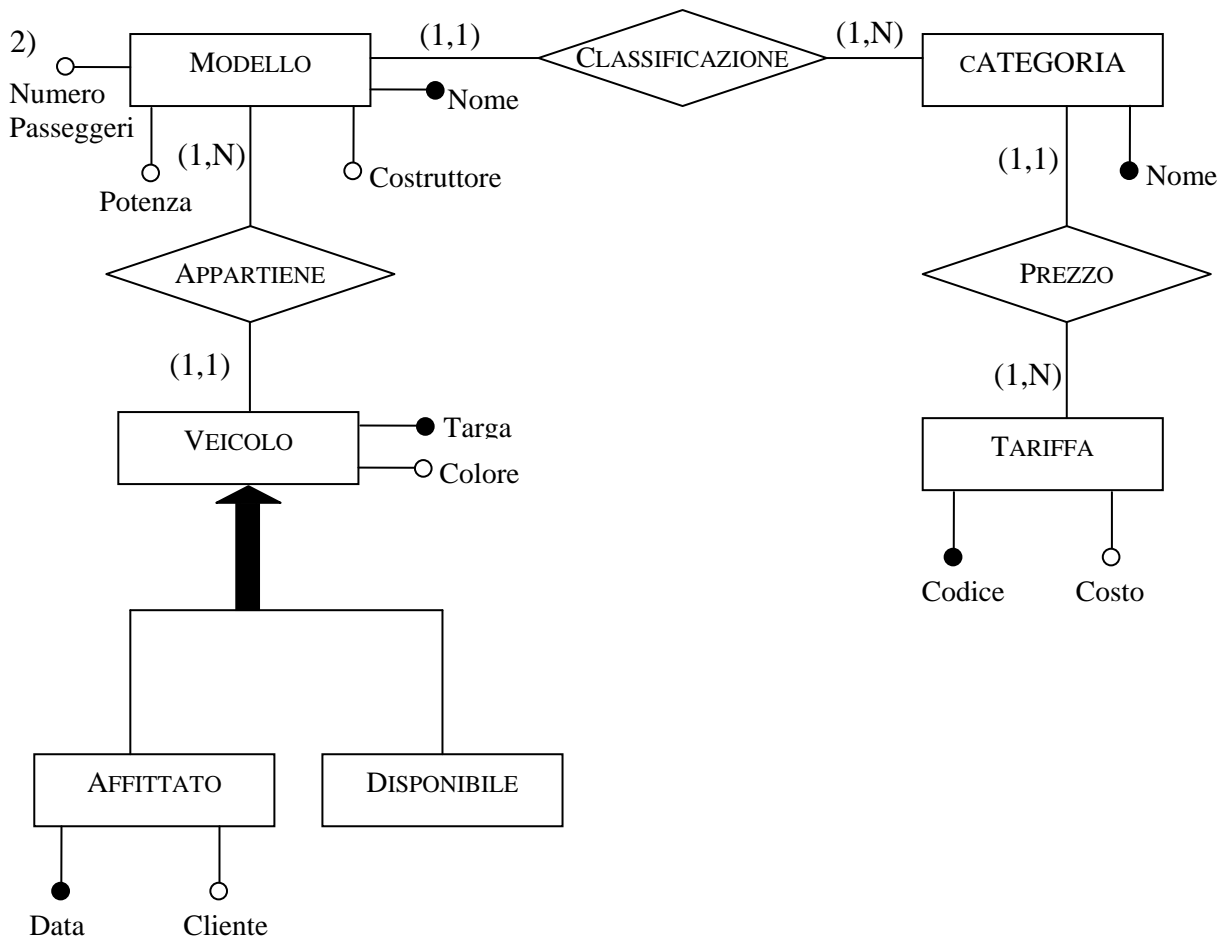 2)
MODELLO
(1,1)
CLASSIFICAZIONE
(1,N)
cATEGORIA
Numero
Passeggeri
Nome
(1,N)
Costruttore
Potenza
(1,1)
Nome
APPARTIENE
PREZZO
(1,1)
(1,N)
VEICOLO
Targa
Colore
TARIFFA
Codice
Costo
AFFITTATO
DISPONIBILE
Data
Cliente